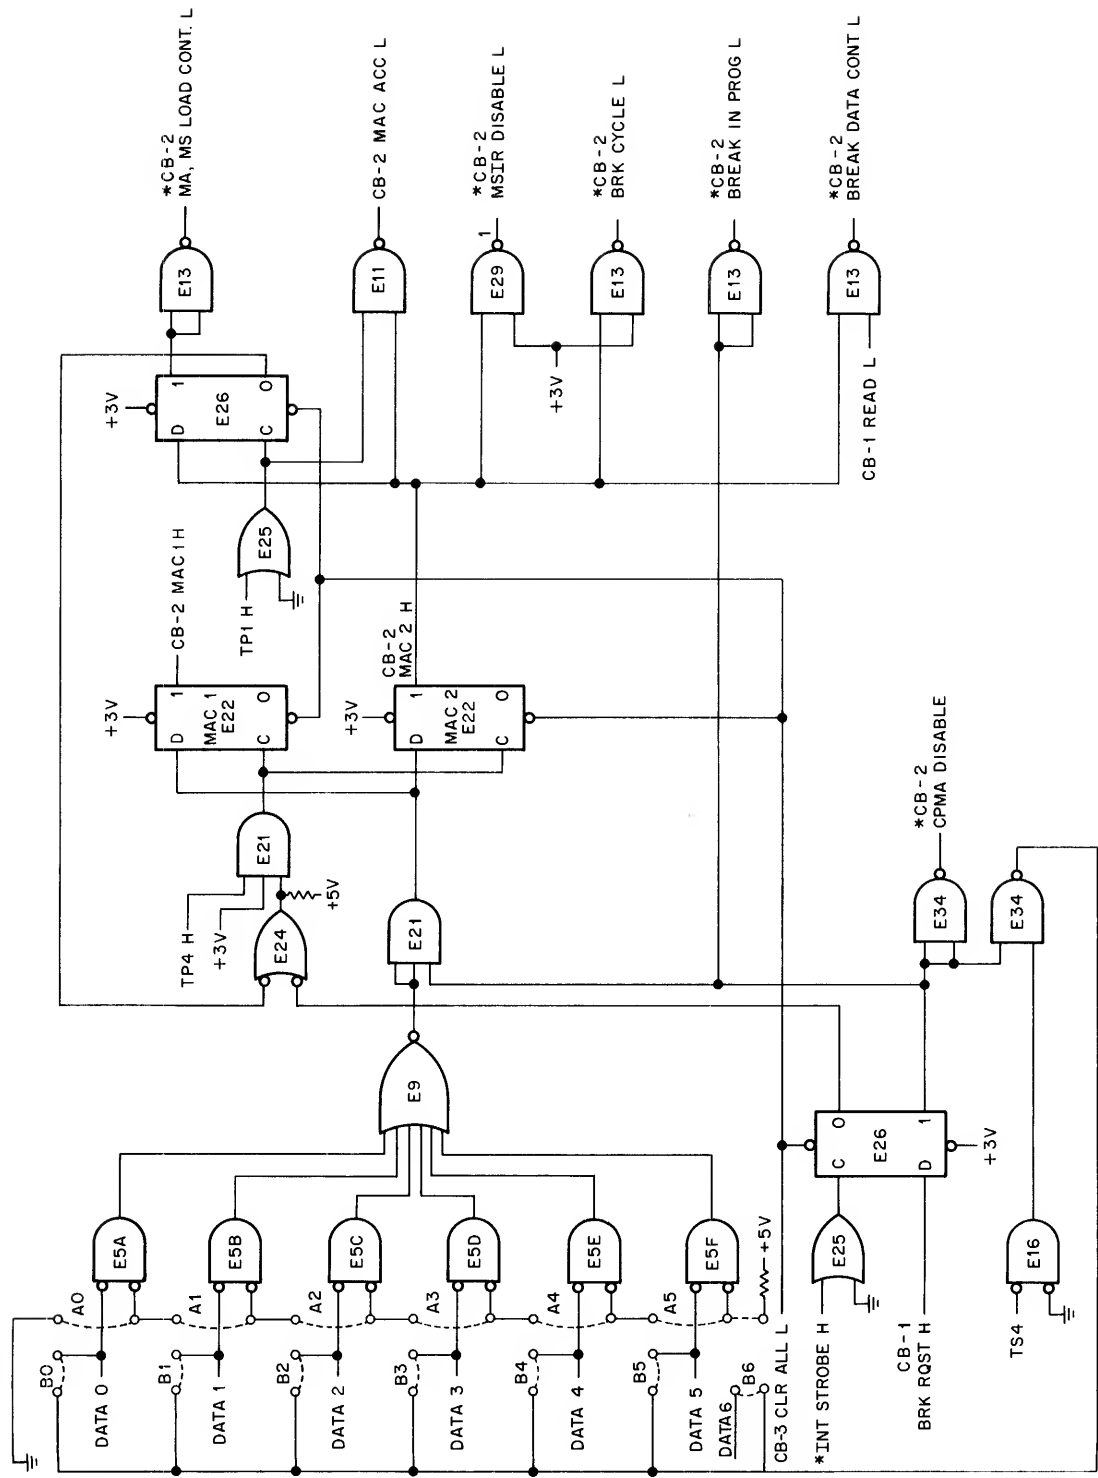 *CB-2
MA, MS LOAD CONT. L
CB-2 MAC ACC L
*CB-2
MSIR DISABLE L
*CB-2
BRK CYCLE L
*CB-2
BREAK IN PROG L
*CB-2
BREAK DATA CONT L
E13
E11
1
E29
E13
E13
E13
+3V
CB-1 READ L
+3V
D
1
E26
C
0
E25
TP1 H
CB-2 MAC1 H
+3V
D
1
MAC 1
E22
C
0
CB-2
MAC 2 H
+3V
D
1
MAC 2
E22
C
0
E21
TP4 H
+3V
E24
+5V
E21
*CB-2
CPMA DISABLE
E34
E34
E9
E5A
E5B
E5C
E5D
E5E
E5F
A0
A1
A2
A3
A4
A5
+5V
B0
B1
B2
B3
B4
B5
B6
DATA 0
DATA 1
DATA 2
DATA 3
DATA 4
DATA 5
DATA6
CB-3 CLR ALL L
*INT STROBE H
E25
C
0
E26
D
1
+3V
CB-1
BRK RQST H
TS4
E16